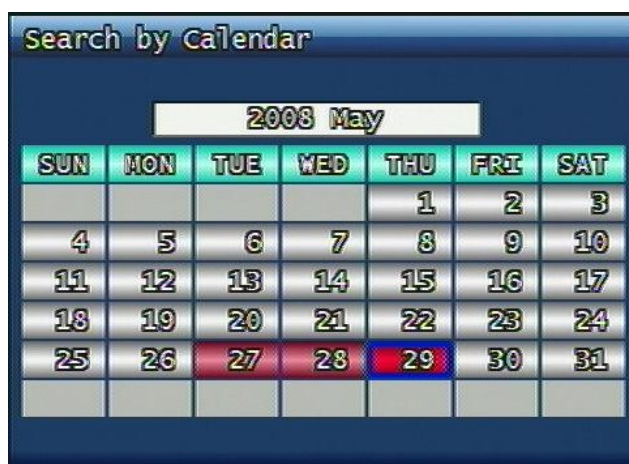 Search by Calendar
2008 May
SUN MON TUE WED THU FRI SAT
1 2 3
4 5 6 7 8 9 10
11 12 13 14 15 16 17
18 19 20 21 22 23 24
25 26 27 28 29 30 31